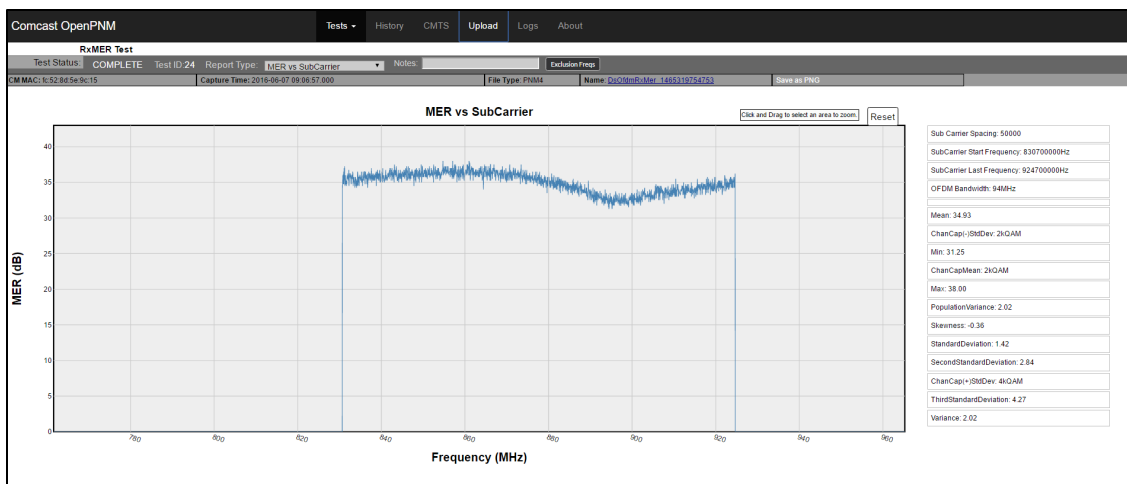 Comcast OpenPNM Tests History CMTS Upload Logs About
RxMER Test
Test Status: COMPLETE Test ID:24 Report Type: MER vs SubCarrier Notes: Exclusion Freqs
CM MAC: fc:52:8d:5e:9c:15 Capture Time: 2016-06-07 09:06:57.000 File Type: PNM4 Name: DsOfdmRxMer_1465319754753 Save as PNG
MER vs SubCarrier
Click and Drag to select an area to zoom. Reset
MER (dB)
40
35
30
25
20
15
10
5
0
780 800 820 840 860 880 900 920 940 960
Frequency (MHz)
Sub Carrier Spacing: 50000
SubCarrier Start Frequency: 830700000Hz
SubCarrier Last Frequency: 924700000Hz
OFDM Bandwidth: 94MHz
Mean: 34.93
ChanCap(-)StdDev: 2kQAM
Min: 31.25
ChanCapMean: 2kQAM
Max: 38.00
PopulationVariance: 2.02
Skewness: -0.36
StandardDeviation: 1.42
SecondStandardDeviation: 2.84
ChanCap(+)StdDev: 4kQAM
ThirdStandardDeviation: 4.27
Variance: 2.02